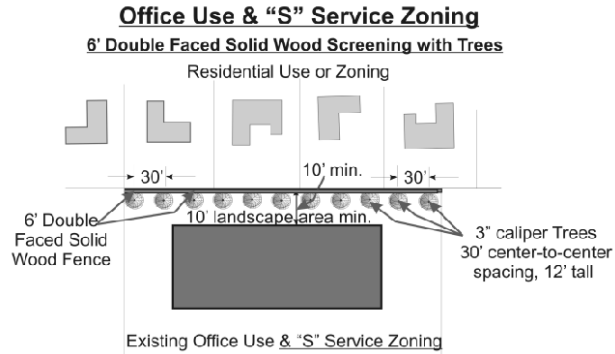 Office Use & “S” Service Zoning
6’ Double Faced Solid Wood Screening with Trees
Residential Use or Zoning
30’
10’ min.
30’
6’ Double
Faced Solid
Wood Fence
10’ landscape area min.
3” caliper Trees
30’ center-to-center
spacing, 12’ tall
Existing Office Use & “S” Service Zoning